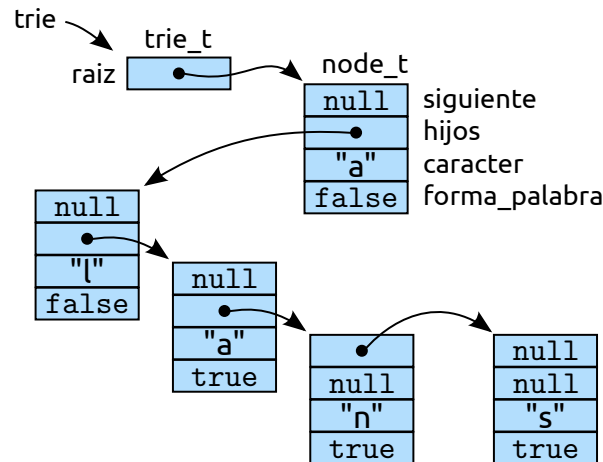 trie
trie_t
raiz
node_t
null
siguiente
hijos
"a"
caracter
false
forma_palabra
null
"l"
false
null
"a"
true
null
"n"
true
null
null
"s"
true